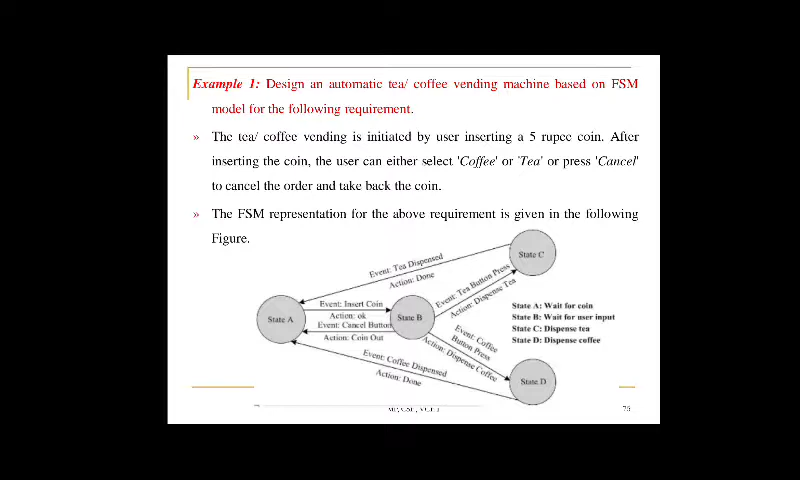 Example 1: Design an automatic tea/ coffee vending machine based on FSM
model for the following requirement.
» The tea/ coffee vending is initiated by user inserting a 5 rupee coin. After
inserting the coin, the user can either select 'Coffee' or 'Tea' or press 'Cancel'
to cancel the order and take back the coin.
» The FSM representation for the above requirement is given in the following
Figure.
State C
Event: Tea Dispensed
Action: Done
Event: Tea Button Press
Action: Dispense Tea
State A
Event: Insert Coin
Action: ok
Event: Cancel Button
Action: Coin Out
State B
State A: Wait for coin
State B: Wait for user input
State C: Dispense tea
State D: Dispense coffee
Event: Coffee
Button Press
Action: Dispense Coffee
Event: Coffee Dispensed
Action: Done
State D
75